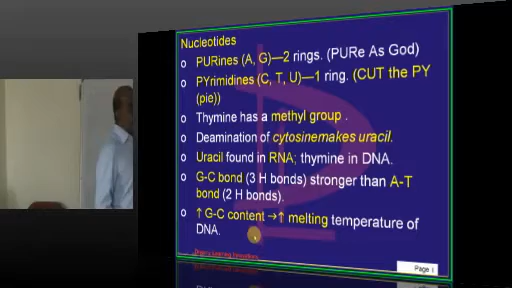 Nucleotides
o PURines (A, G)—2 rings. (PURe As God)
o PYrimidines (C, T, U)—1 ring. (CUT the PY
(pie))
o Thymine has a methyl group .
o Deamination of cytosinemakes uracil.
o Uracil found in RNA; thymine in DNA.
o G-C bond (3 H bonds) stronger than A-T
bond (2 H bonds).
o ↑ G-C content →↑ melting temperature of
DNA.
Page 1